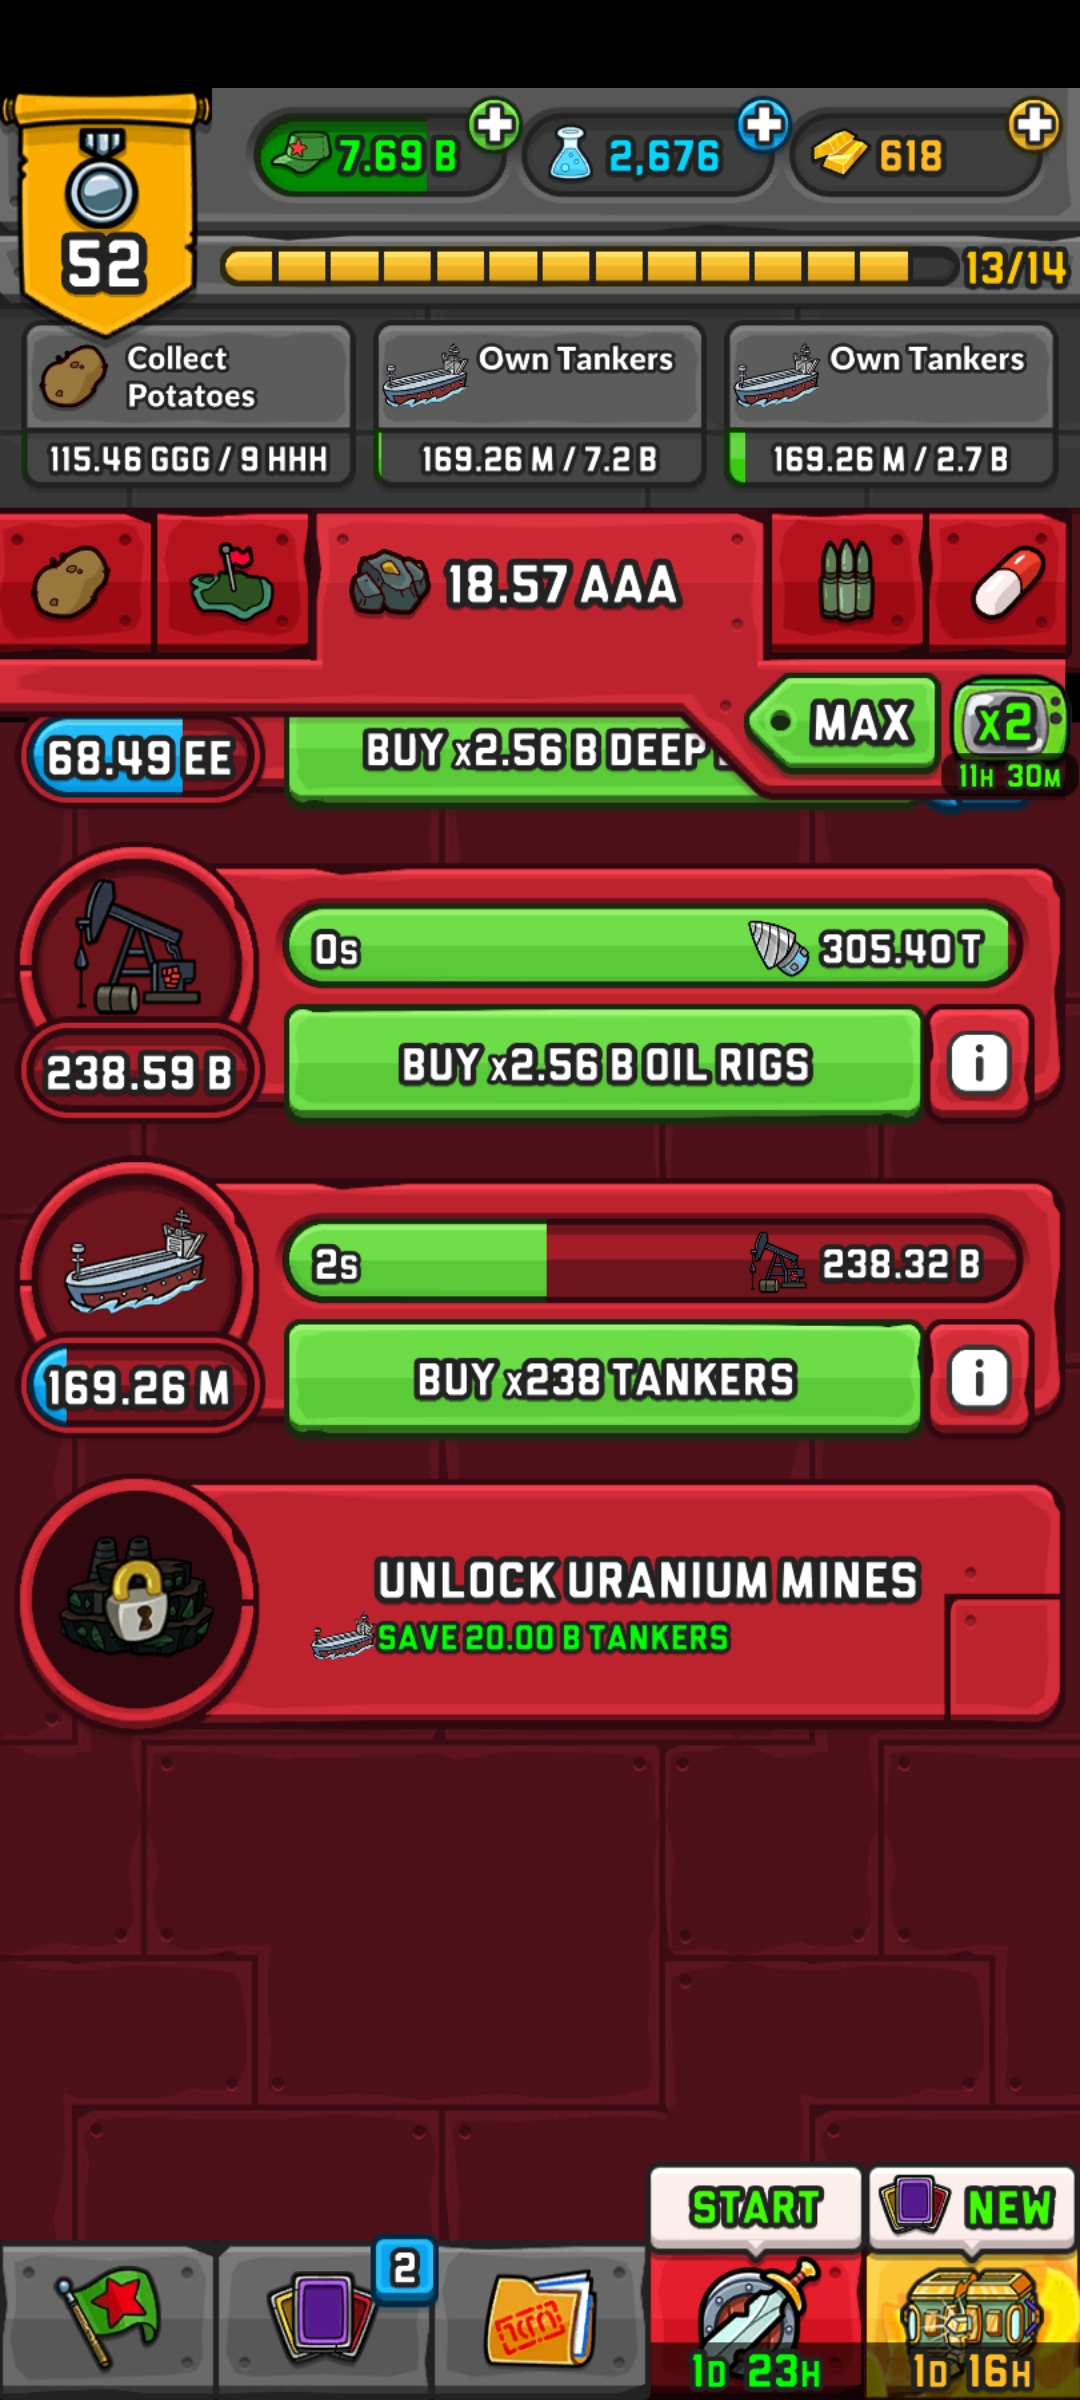 7.69 B
2,676
618
52
13/14
Collect
Potatoes
115.46 GGG / 9 HHH
Own Tankers
169.26 M / 7.2 B
Own Tankers
169.26 M / 2.7 B
18.57 AAA
MAX
x2
11H 30M
68.49 EE
BUY x2.56 B DEEP
0s
305.40 T
238.59 B
BUY x2.56 B OIL RIGS
i
2s
238.32 B
169.26 M
BUY x238 TANKERS
i
UNLOCK URANIUM MINES
SAVE 20.00 B TANKERS
START
NEW
2
1D 23H
1D 16H